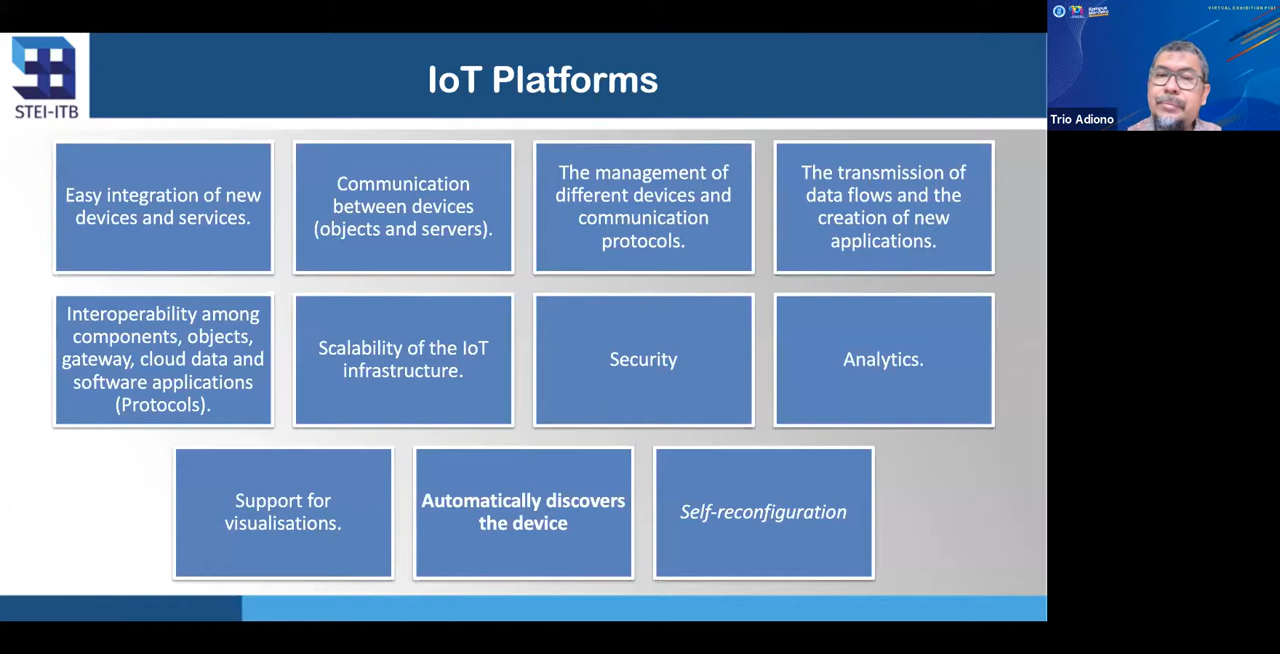 VIRTUAL EXHIBITION P101
Kampus
Merdeka
STEI-ITB
IoT Platforms
Trio Adiono
Easy integration of new
devices and services.
Communication
between devices
(objects and servers).
The management of
different devices and
communication
protocols.
The transmission of
data flows and the
creation of new
applications.
Interoperability among
components, objects,
gateway, cloud data and
software applications
(Protocols).
Scalability of the IoT
infrastructure.
Security
Analytics.
Support for
visualisations.
Automatically discovers
the device
Self-reconfiguration